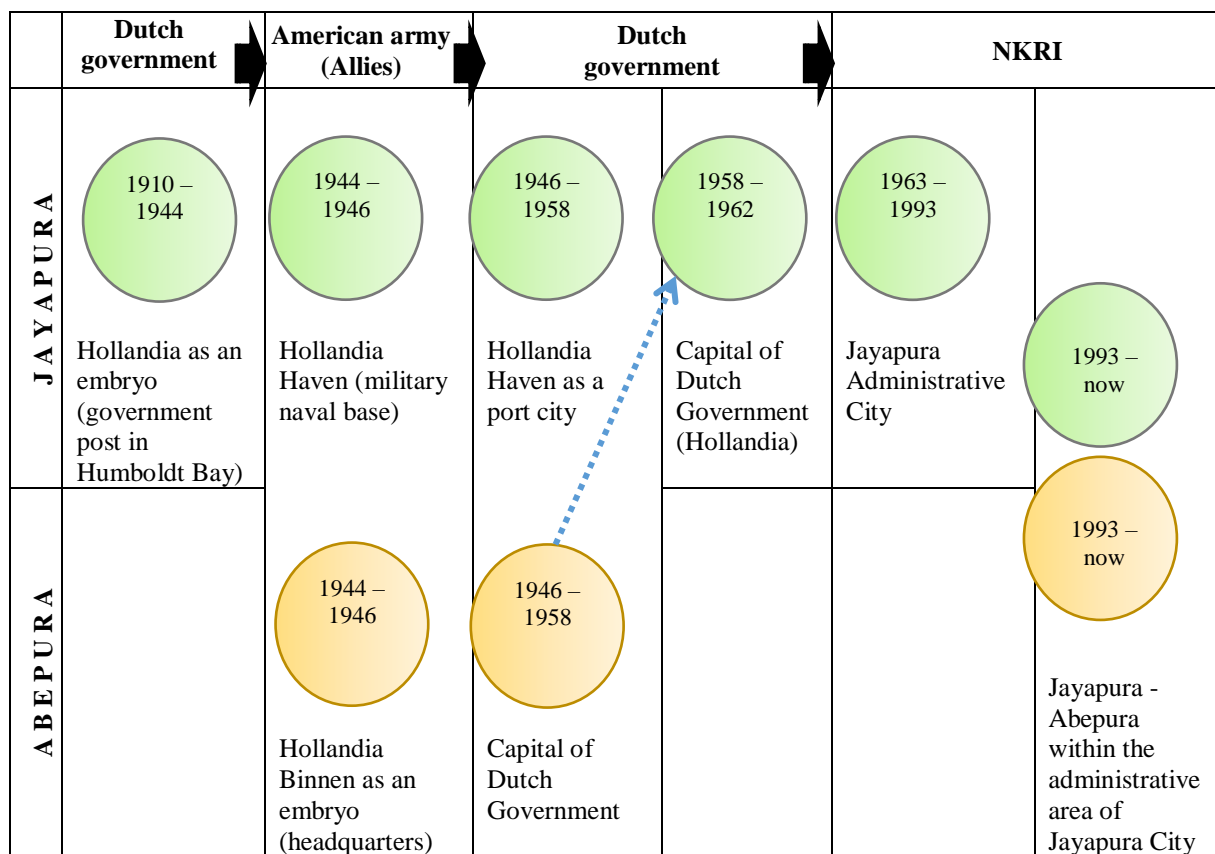 Dutch
government
American army
(Allies)
Dutch
government
NKRI
JAYAPURA
1910 –
1944
Hollandia as an
embryo
(government
post in
Humboldt Bay)
1944 –
1946
Hollandia
Haven (military
naval base)
1946 –
1958
Hollandia
Haven as a
port city
1958 –
1962
Capital of
Dutch
Government
(Hollandia)
1963 –
1993
Jayapura
Administrative
City
1993 –
now
ABEPURA
1944 –
1946
Hollandia
Binnen as an
embryo
(headquarters)
1946 –
1958
Capital of
Dutch
Government
1993 –
now
Jayapura -
Abepura
within the
administrative
area of
Jayapura City